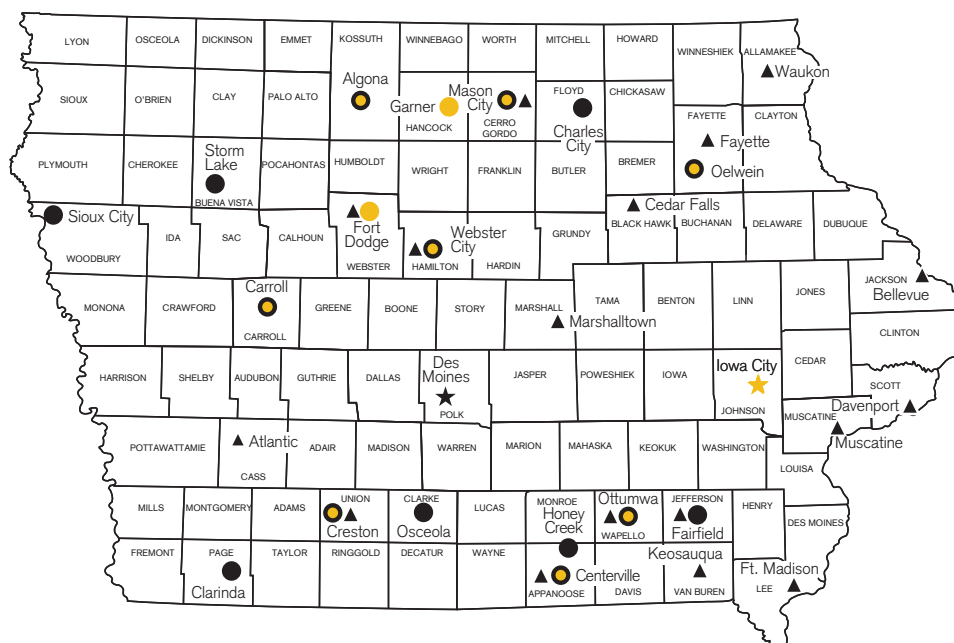 LYON
OSCEOLA
DICKINSON
EMMET
KOSSUTH
WINNEBAGO
WORTH
MITCHELL
HOWARD
WINNESHIEK
ALLAMAKEE
Waukon
SIOUX
O'BRIEN
CLAY
PALO ALTO
Algona
Garner
HANCOCK
Mason
City
CERRO
GORDO
FLOYD
Charles
City
CHICKASAW
FAYETTE
CLAYTON
Fayette
Oelwein
PLYMOUTH
CHEROKEE
Storm
Lake
BUENA VISTA
POCAHONTAS
HUMBOLDT
WRIGHT
FRANKLIN
BUTLER
BREMER
Sioux City
WOODBURY
IDA
SAC
CALHOUN
Fort
Dodge
WEBSTER
Webster
City
HAMILTON
HARDIN
GRUNDY
Cedar Falls
BLACK HAWK
BUCHANAN
DELAWARE
DUBUQUE
MONONA
CRAWFORD
Carroll
CARROLL
GREENE
BOONE
STORY
MARSHALL
Marshalltown
TAMA
BENTON
LINN
JONES
JACKSON
Bellevue
CLINTON
HARRISON
SHELBY
AUDUBON
GUTHRIE
DALLAS
Des
Moines
POLK
JASPER
POWESHIEK
IOWA
Iowa City
JOHNSON
CEDAR
SCOTT
Davenport
MUSCATINE
Muscatine
POTTAWATTAMIE
Atlantic
CASS
ADAIR
MADISON
WARREN
MARION
MAHASKA
KEOKUK
WASHINGTON
LOUISA
MILLS
MONTGOMERY
ADAMS
UNION
Creston
CLARKE
Osceola
LUCAS
MONROE
Honey
Creek
Ottumwa
WAPELLO
JEFFERSON
Fairfield
HENRY
DES MOINES
FREMONT
PAGE
Clarinda
TAYLOR
RINGGOLD
DECATUR
WAYNE
Centerville
APPANOOSE
DAVIS
Keosauqua
VAN BUREN
Ft. Madison
LEE